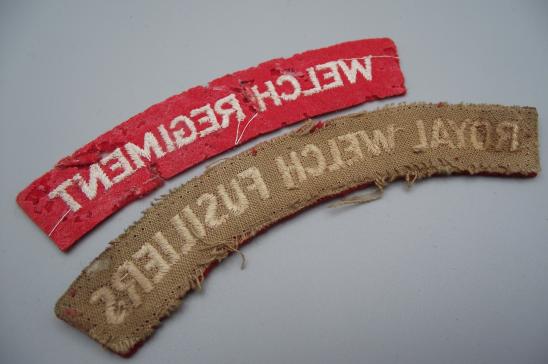 WELCH REGIMENT
ROYAL WELCH FUSILIERS